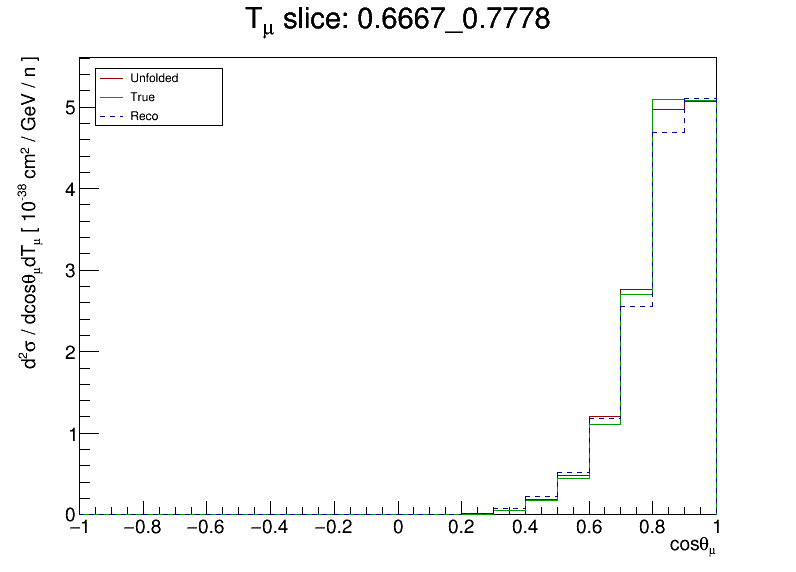 Tμ slice: 0.6667_0.7778
d²σ / dcosθμdTμ [ 10⁻³⁸ cm² / GeV / n ]
Unfolded
True
Reco
5
4
3
2
1
0
−1 −0.8 −0.6 −0.4 −0.2 0 0.2 0.4 0.6 0.8 1
cosθμ